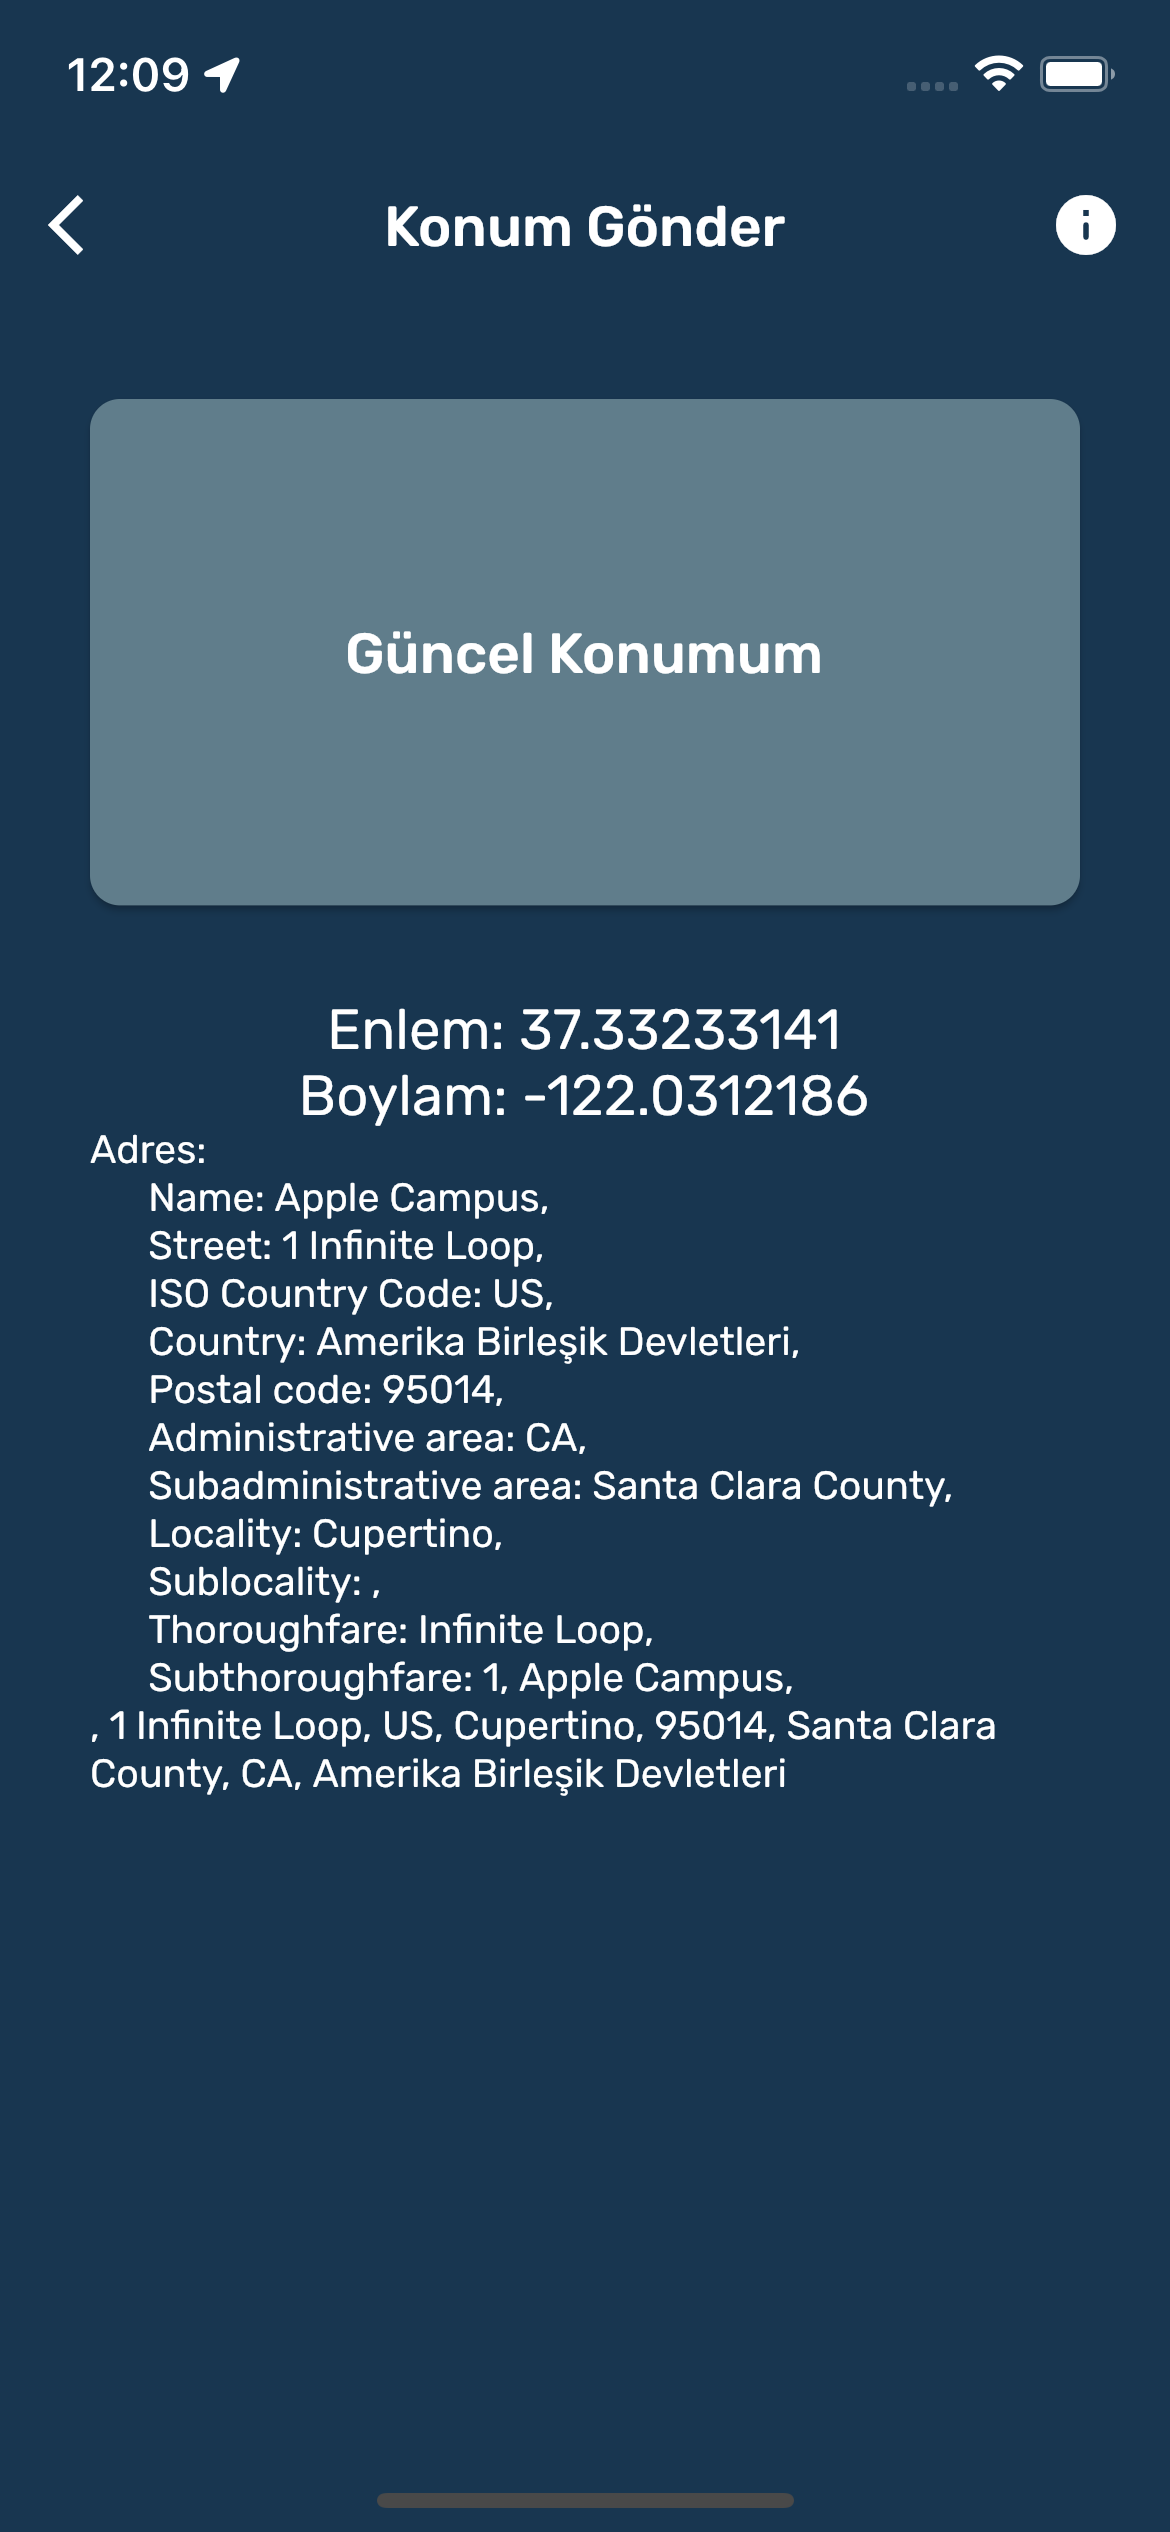 12:09
Konum Gönder
Güncel Konumum
Enlem: 37.33233141
Boylam: -122.0312186
Adres:
Name: Apple Campus,
Street: 1 Infinite Loop,
ISO Country Code: US,
Country: Amerika Birleşik Devletleri,
Postal code: 95014,
Administrative area: CA,
Subadministrative area: Santa Clara County,
Locality: Cupertino,
Sublocality: ,
Thoroughfare: Infinite Loop,
Subthoroughfare: 1, Apple Campus,
, 1 Infinite Loop, US, Cupertino, 95014, Santa Clara
County, CA, Amerika Birleşik Devletleri